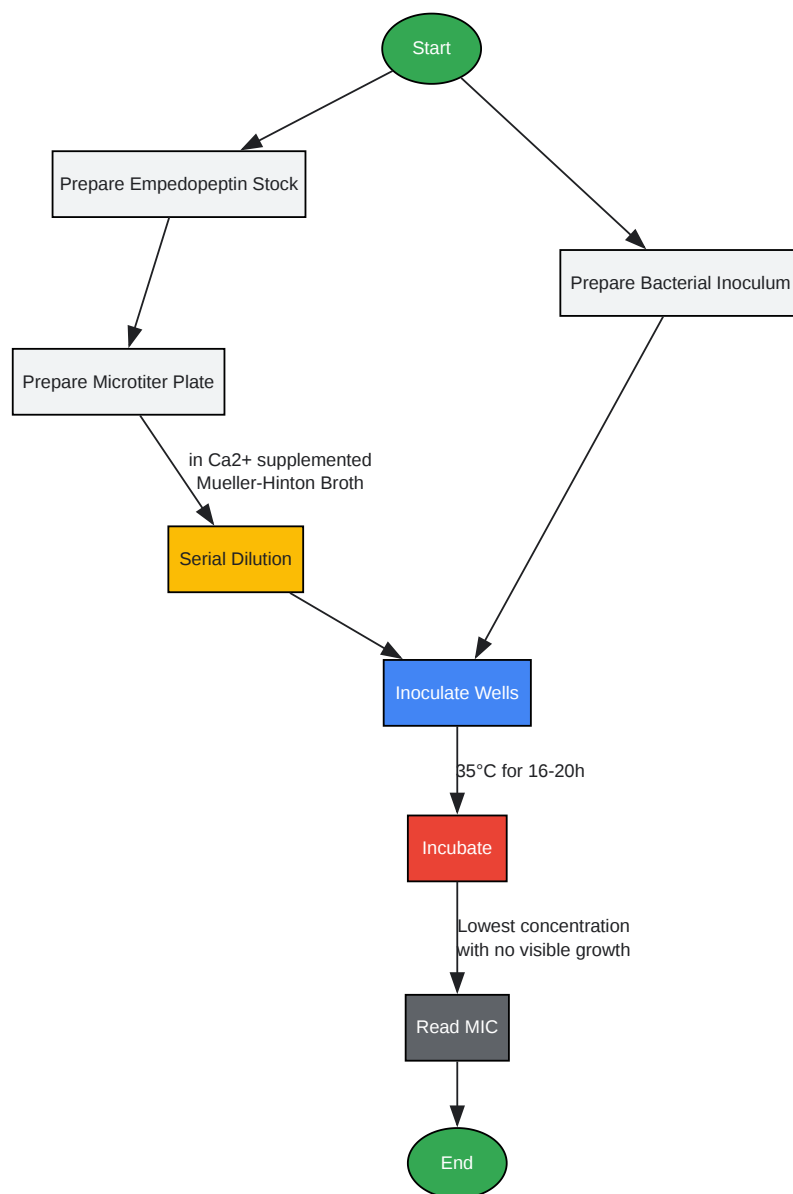 Start
Prepare Empedopeptin Stock
Prepare Bacterial Inoculum
Prepare Microtiter Plate
in Ca2+ supplemented
Mueller-Hinton Broth
Serial Dilution
Inoculate Wells
35°C for 16-20h
Incubate
Lowest concentration
with no visible growth
Read MIC
End